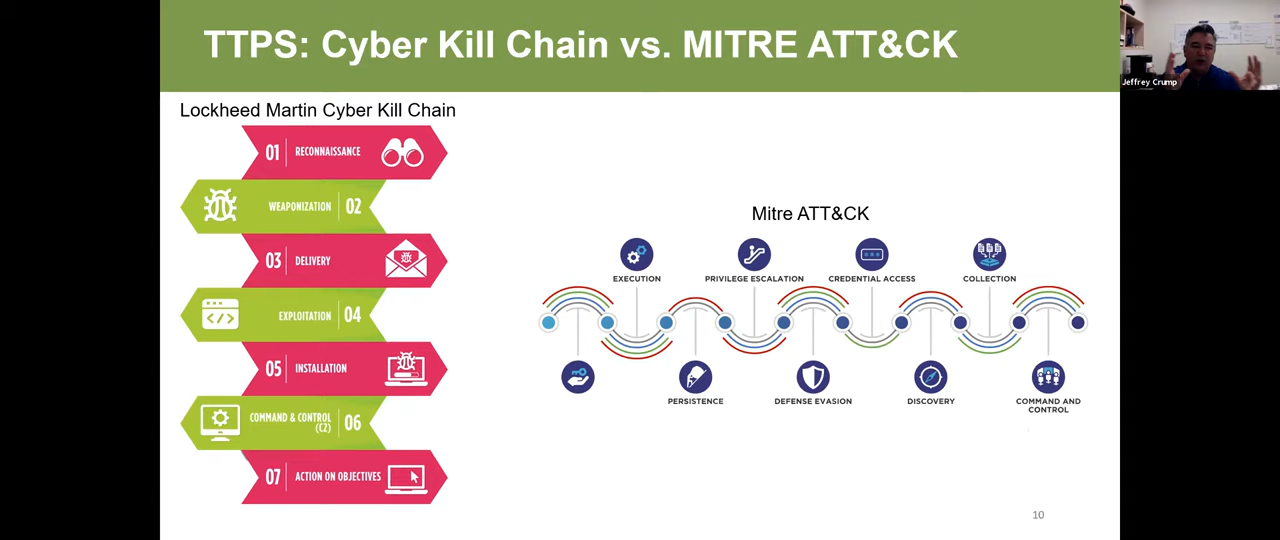 TTPS: Cyber Kill Chain vs. MITRE ATT&CK
Jeffrey Crump
Lockheed Martin Cyber Kill Chain
01 RECONNAISSANCE
WEAPONIZATION 02
03 DELIVERY
EXPLOITATION 04
05 INSTALLATION
COMMAND & CONTROL
(C2) 06
07 ACTION ON OBJECTIVES
Mitre ATT&CK
EXECUTION
PRIVILEGE ESCALATION
CREDENTIAL ACCESS
COLLECTION
PERSISTENCE
DEFENSE EVASION
DISCOVERY
COMMAND AND
CONTROL
10